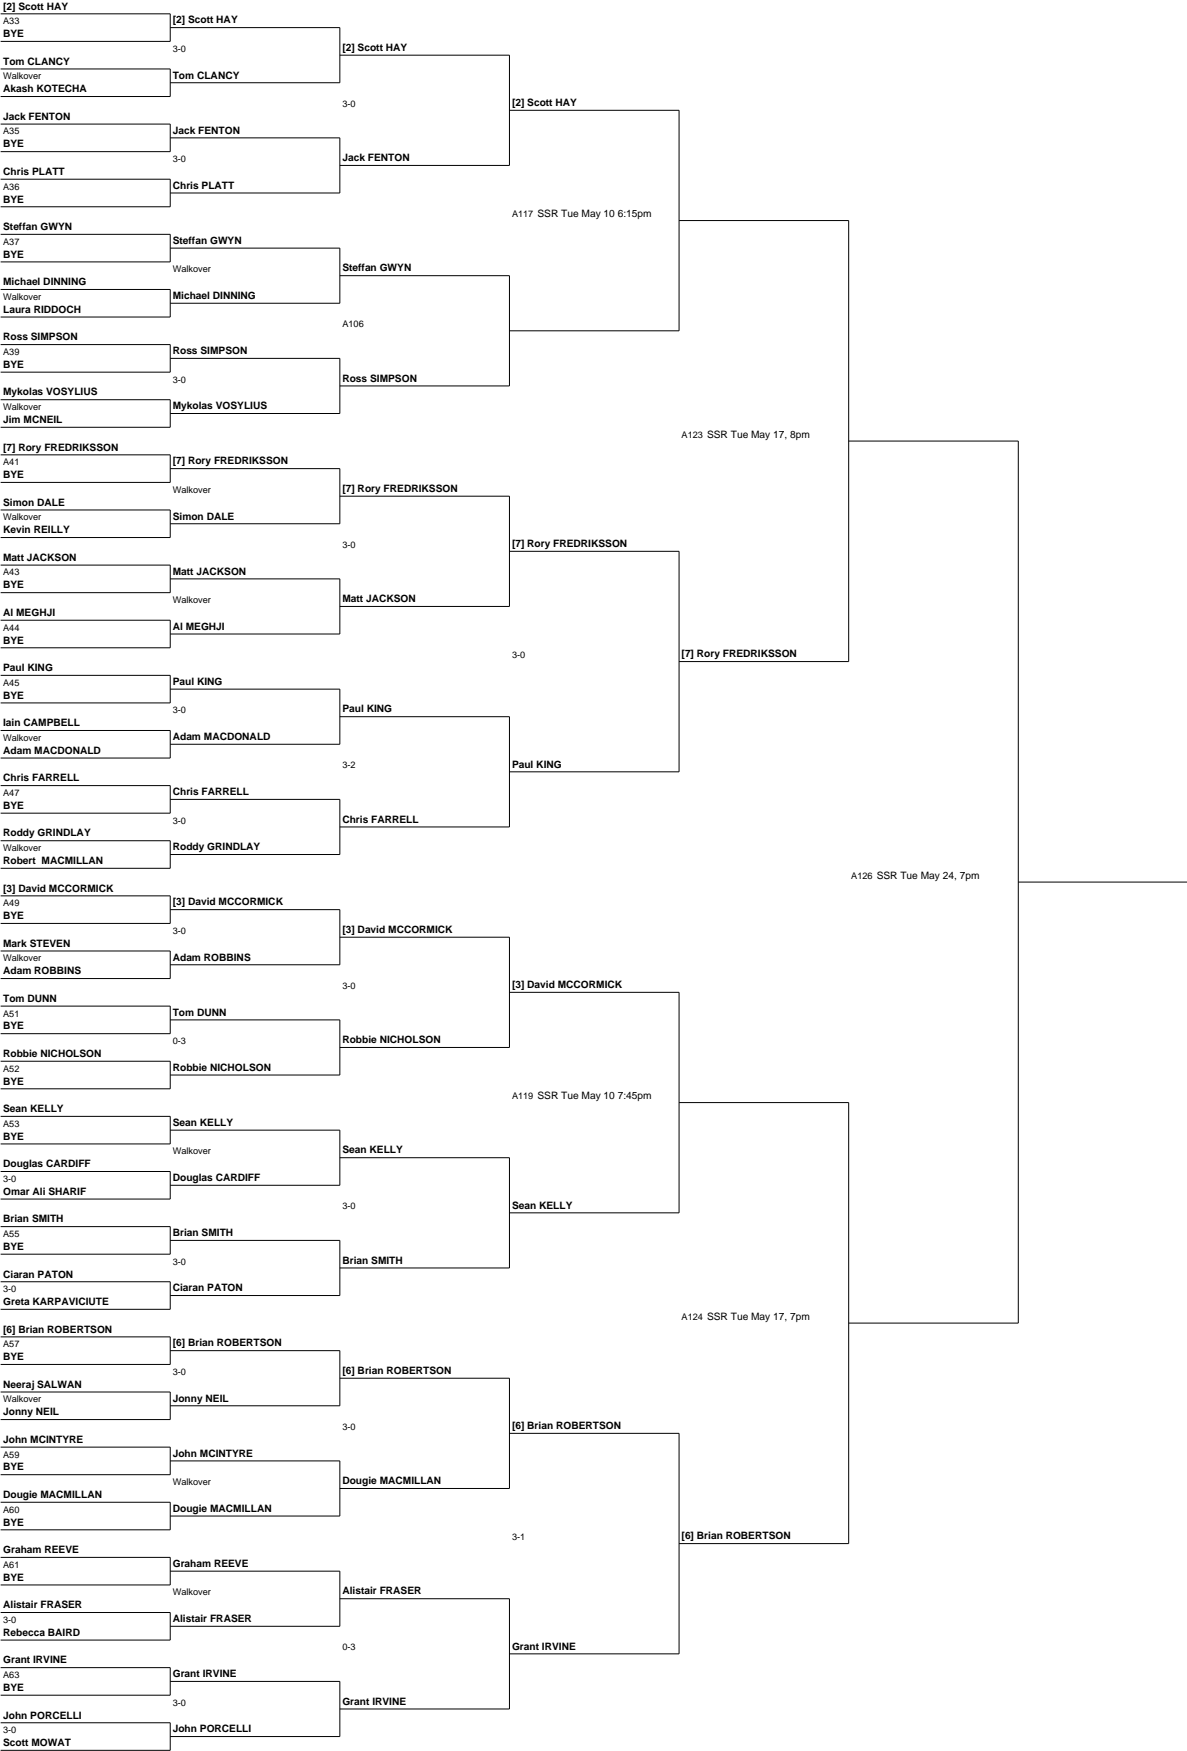 [2] Scott HAY
A33
BYE
[2] Scott HAY
3-0
[2] Scott HAY
Tom CLANCY
Walkover
Akash KOTECHA
Tom CLANCY
3-0
[2] Scott HAY
Jack FENTON
A35
BYE
Jack FENTON
3-0
Jack FENTON
Chris PLATT
A36
BYE
Chris PLATT
A117 SSR Tue May 10 6:15pm
Steffan GWYN
A37
BYE
Steffan GWYN
Walkover
Steffan GWYN
Michael DINNING
Walkover
Laura RIDDOCH
Michael DINNING
A106
Ross SIMPSON
A39
BYE
Ross SIMPSON
3-0
Ross SIMPSON
Mykolas VOSYLIUS
Walkover
Jim MCNEIL
Mykolas VOSYLIUS
A123 SSR Tue May 17, 8pm
[7] Rory FREDRIKSSON
A41
BYE
[7] Rory FREDRIKSSON
Walkover
[7] Rory FREDRIKSSON
Simon DALE
Walkover
Kevin REILLY
Simon DALE
3-0
[7] Rory FREDRIKSSON
Matt JACKSON
A43
BYE
Matt JACKSON
Walkover
Matt JACKSON
Al MEGHJI
A44
BYE
Al MEGHJI
3-0
[7] Rory FREDRIKSSON
Paul KING
A45
BYE
Paul KING
3-0
Paul KING
Iain CAMPBELL
Walkover
Adam MACDONALD
Adam MACDONALD
3-2
Paul KING
Chris FARRELL
A47
BYE
Chris FARRELL
3-0
Chris FARRELL
Roddy GRINDLAY
Walkover
Robert MACMILLAN
Roddy GRINDLAY
A126 SSR Tue May 24, 7pm
[3] David MCCORMICK
A49
BYE
[3] David MCCORMICK
3-0
[3] David MCCORMICK
Mark STEVEN
Walkover
Adam ROBBINS
Adam ROBBINS
3-0
[3] David MCCORMICK
Tom DUNN
A51
BYE
Tom DUNN
0-3
Robbie NICHOLSON
Robbie NICHOLSON
A52
BYE
Robbie NICHOLSON
A119 SSR Tue May 10 7:45pm
Sean KELLY
A53
BYE
Sean KELLY
Walkover
Sean KELLY
Douglas CARDIFF
3-0
Omar Ali SHARIF
Douglas CARDIFF
3-0
Sean KELLY
Brian SMITH
A55
BYE
Brian SMITH
3-0
Brian SMITH
Ciaran PATON
3-0
Greta KARPAVICIUTE
Ciaran PATON
A124 SSR Tue May 17, 7pm
[6] Brian ROBERTSON
A57
BYE
[6] Brian ROBERTSON
3-0
[6] Brian ROBERTSON
Neeraj SALWAN
Walkover
Jonny NEIL
Jonny NEIL
3-0
[6] Brian ROBERTSON
John MCINTYRE
A59
BYE
John MCINTYRE
Walkover
Dougie MACMILLAN
Dougie MACMILLAN
A60
BYE
Dougie MACMILLAN
3-1
[6] Brian ROBERTSON
Graham REEVE
A61
BYE
Graham REEVE
Walkover
Alistair FRASER
Alistair FRASER
3-0
Rebecca BAIRD
Alistair FRASER
0-3
Grant IRVINE
Grant IRVINE
A63
BYE
Grant IRVINE
3-0
Grant IRVINE
John PORCELLI
3-0
Scott MOWAT
John PORCELLI